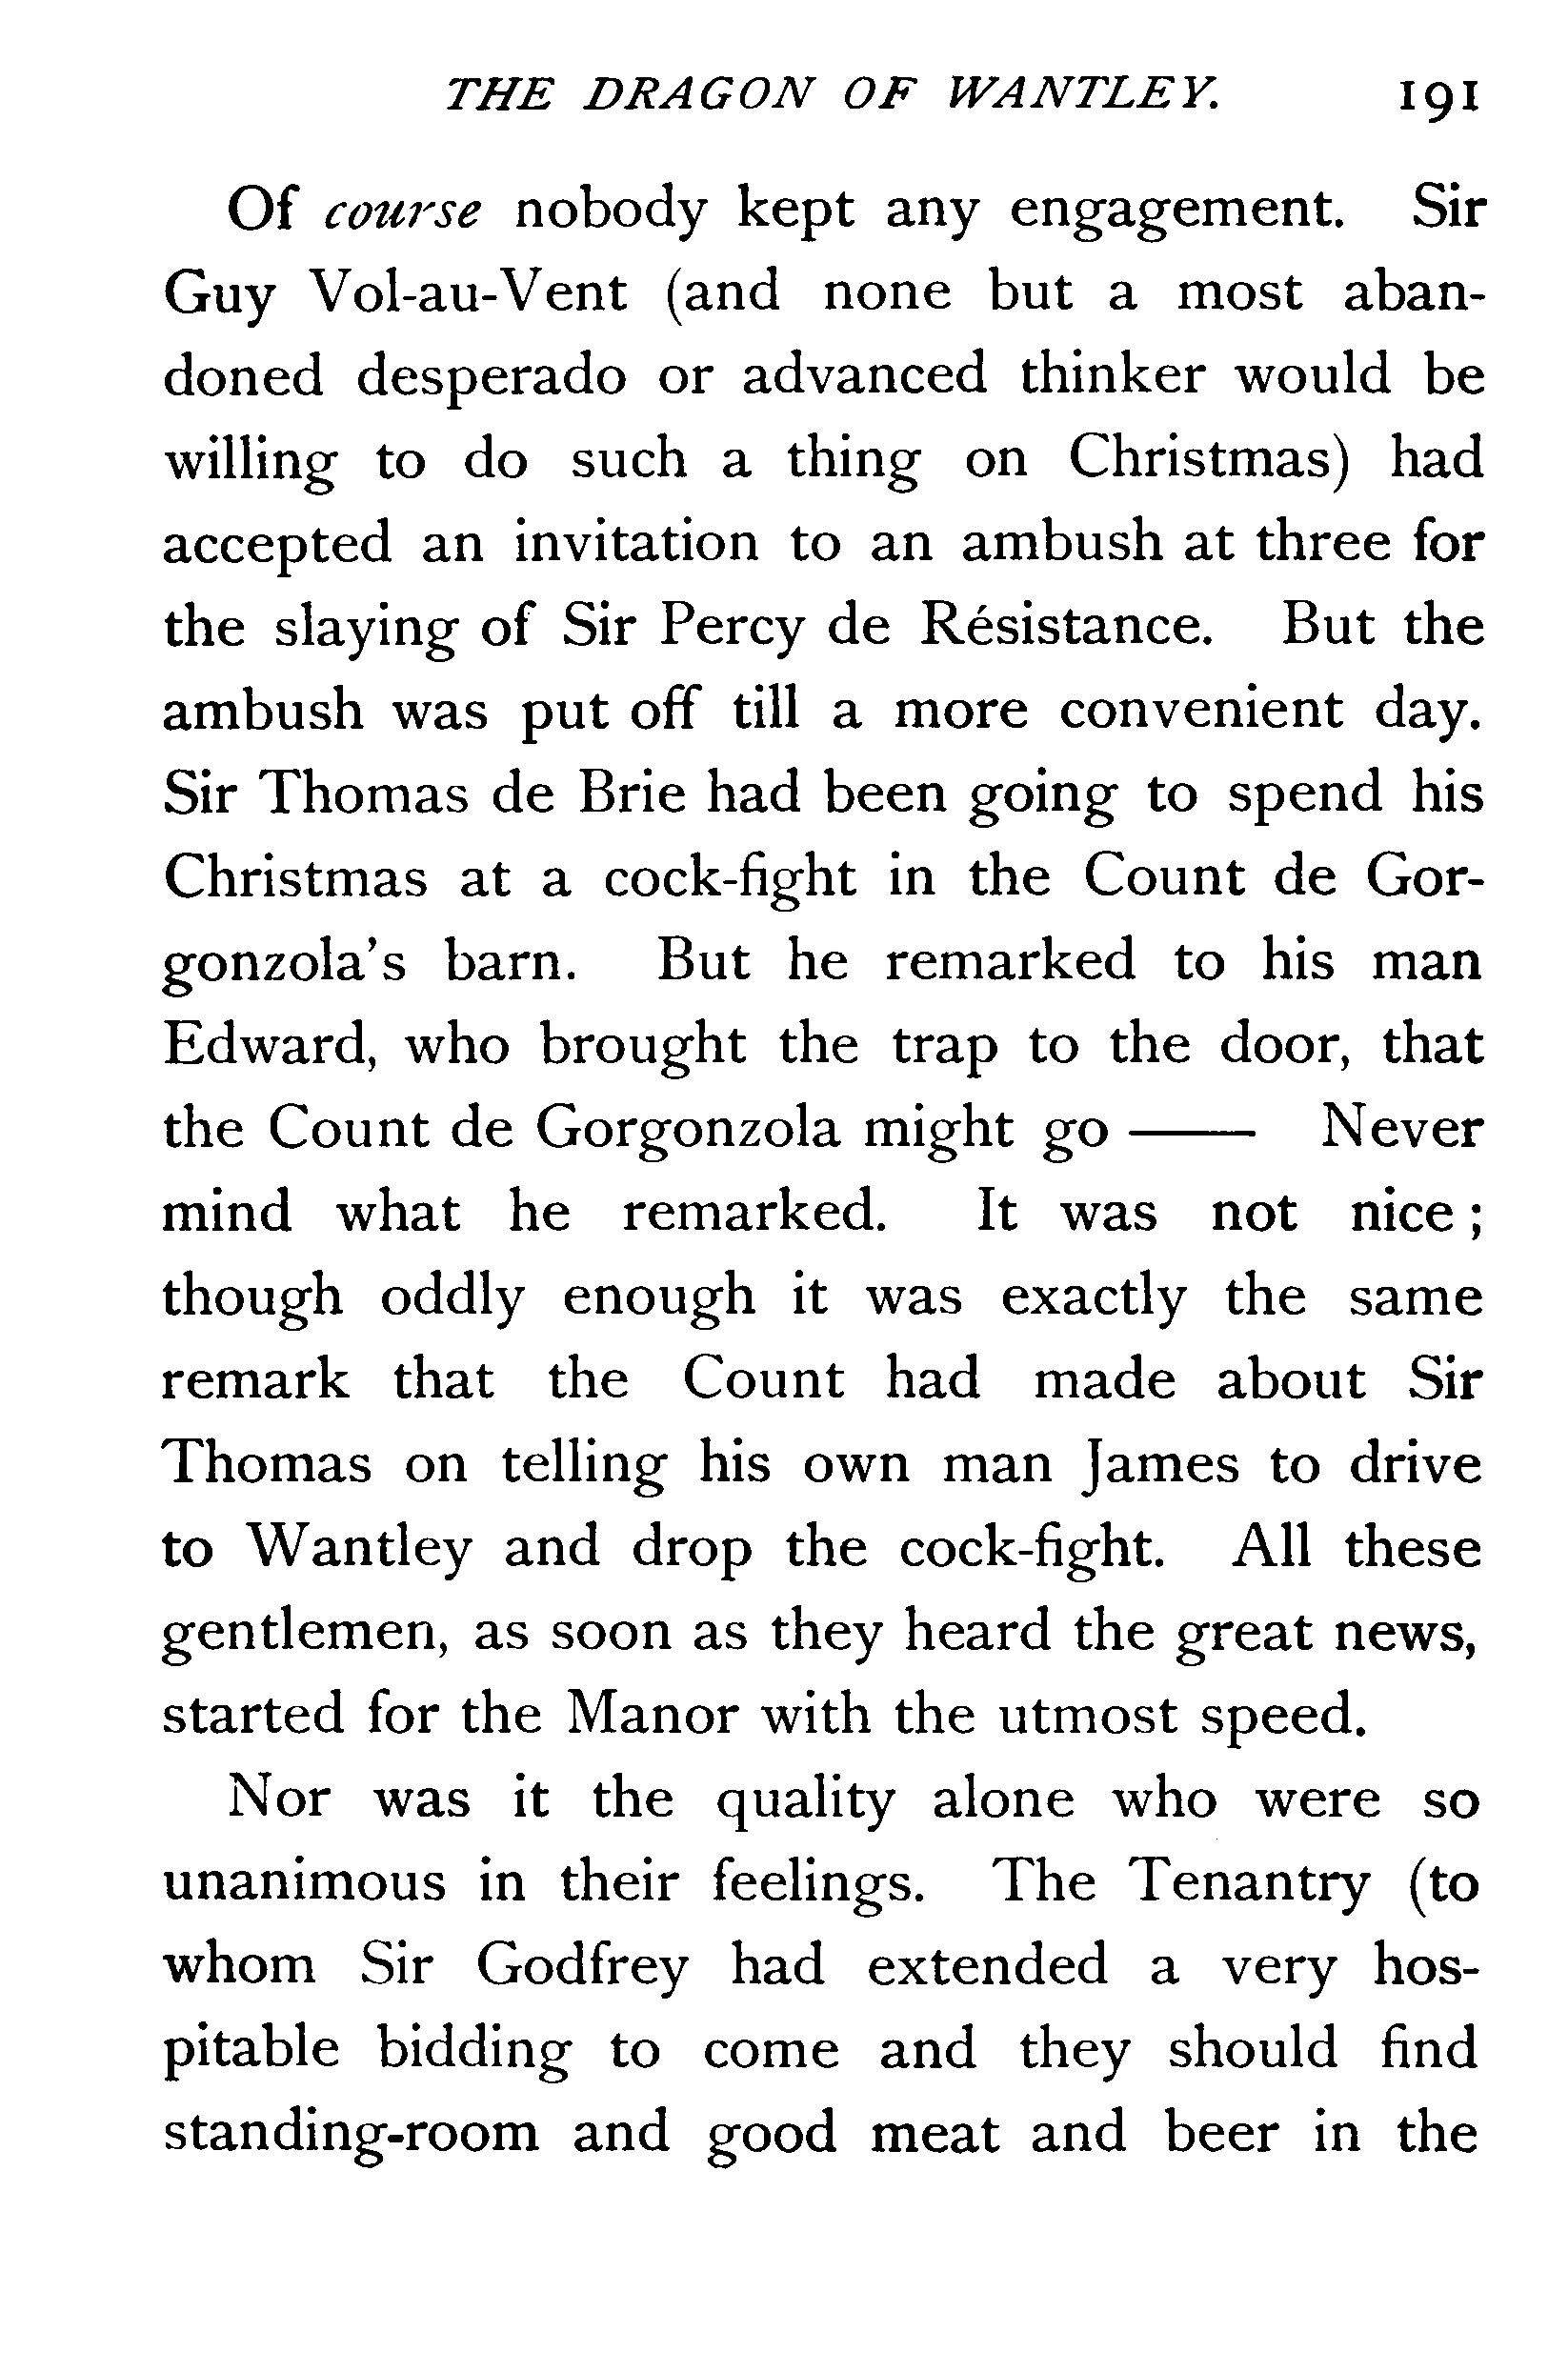 THE DRAGON OF WANTLEY. 191
Of course nobody kept any engagement. Sir
Guy Vol-au-Vent (and none but a most aban-
doned desperado or advanced thinker would be
willing to do such a thing on Christmas) had
accepted an invitation to an ambush at three for
the slaying of Sir Percy de Résistance. But the
ambush was put off till a more convenient day.
Sir Thomas de Brie had been going to spend his
Christmas at a cock-fight in the Count de Gor-
gonzola's barn. But he remarked to his man
Edward, who brought the trap to the door, that
the Count de Gorgonzola might go —— Never
mind what he remarked. It was not nice;
though oddly enough it was exactly the same
remark that the Count had made about Sir
Thomas on telling his own man James to drive
to Wantley and drop the cock-fight. All these
gentlemen, as soon as they heard the great news,
started for the Manor with the utmost speed.
Nor was it the quality alone who were so
unanimous in their feelings. The Tenantry (to
whom Sir Godfrey had extended a very hos-
pitable bidding to come and they should find
standing-room and good meat and beer in the